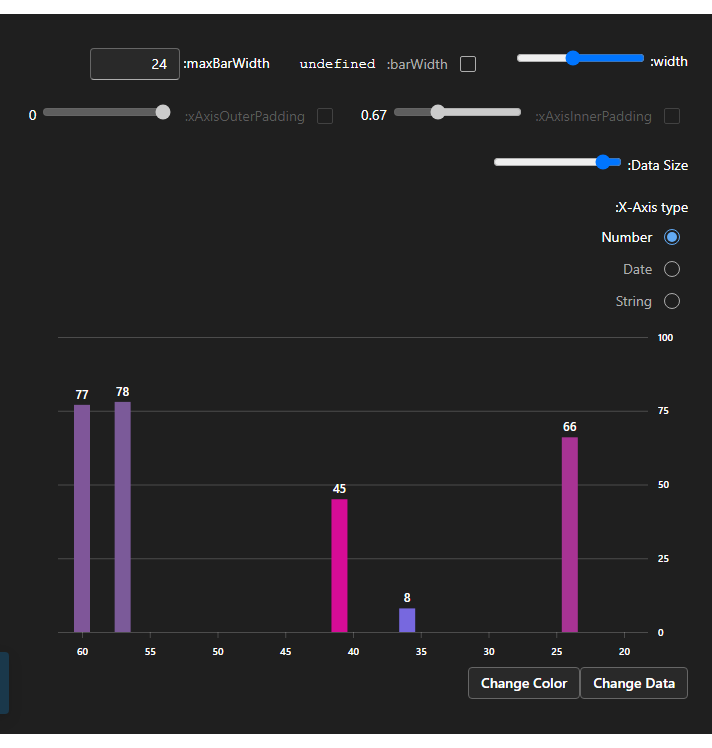 :width
:barWidth undefined
:maxBarWidth 24
:xAxisInnerPadding 0.67
:xAxisOuterPadding 0
:Data Size
:X-Axis type
Number
Date
String
100
75
50
25
0
77
78
45
8
66
60 55 50 45 40 35 30 25 20
Change Color Change Data